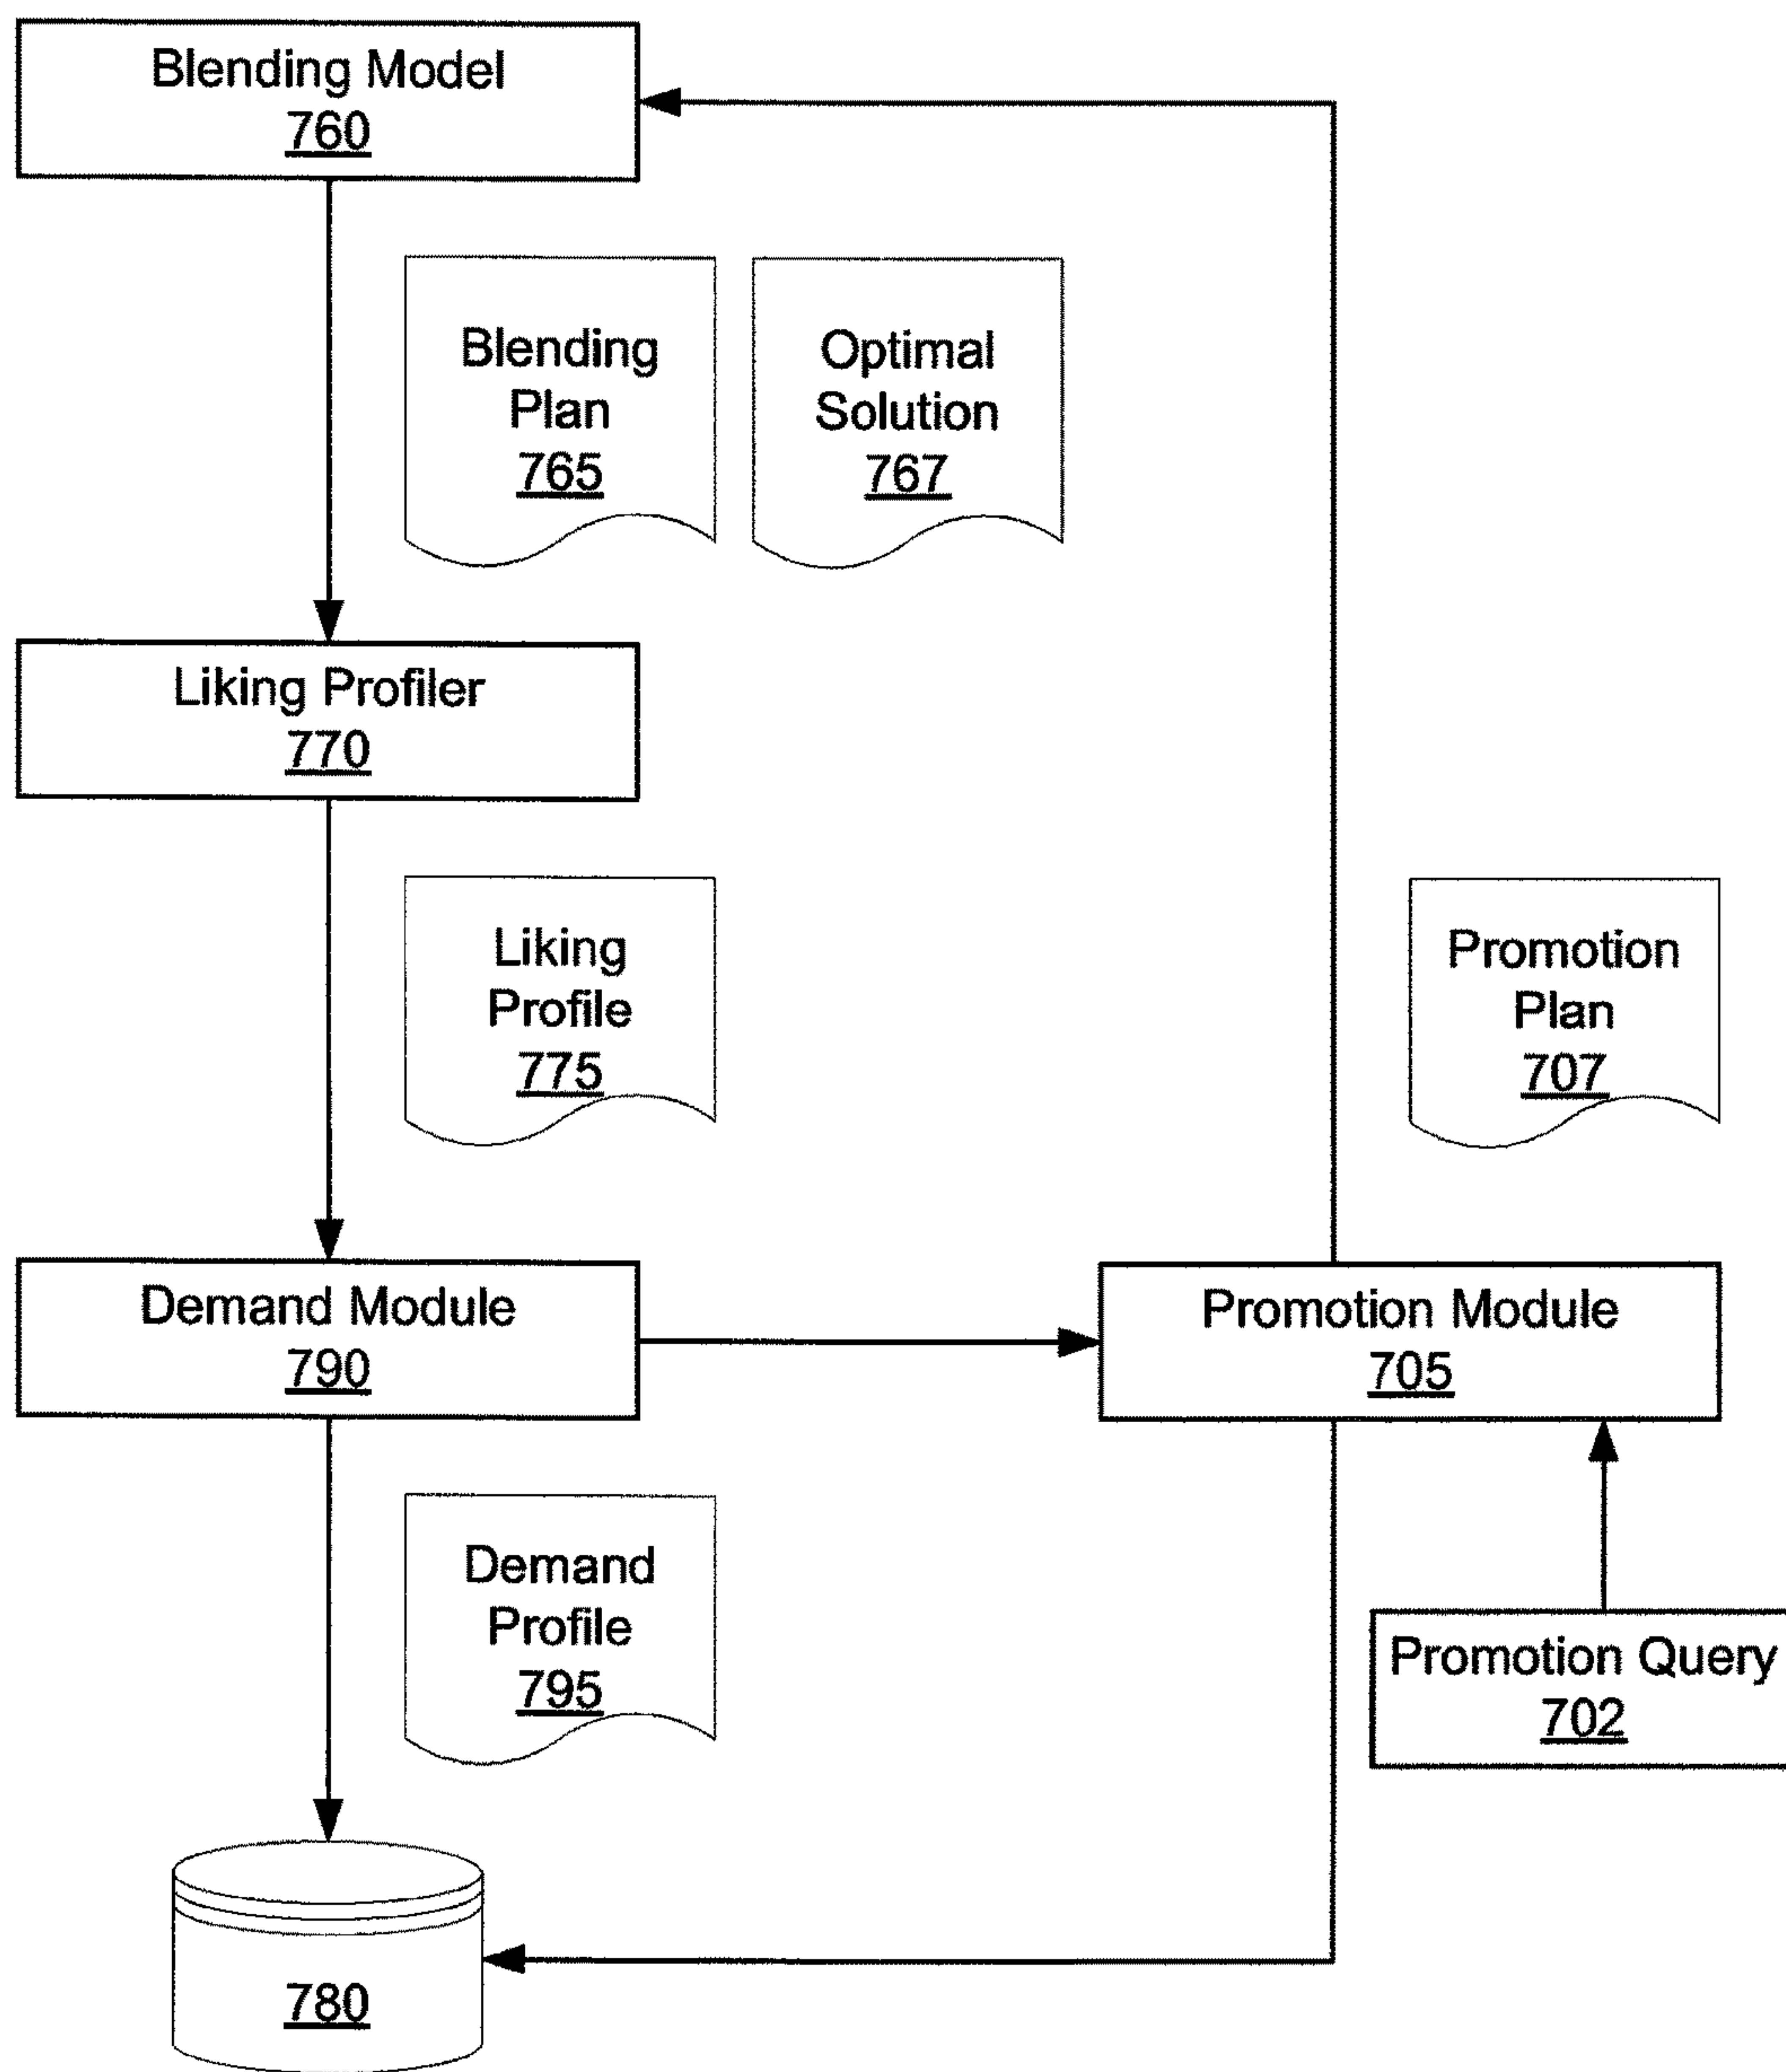 Blending Model
760
Blending
Plan
765
Optimal
Solution
767
Liking Profiler
770
Liking
Profile
775
Promotion
Plan
707
Demand Module
790
Promotion Module
705
Demand
Profile
795
Promotion Query
702
780